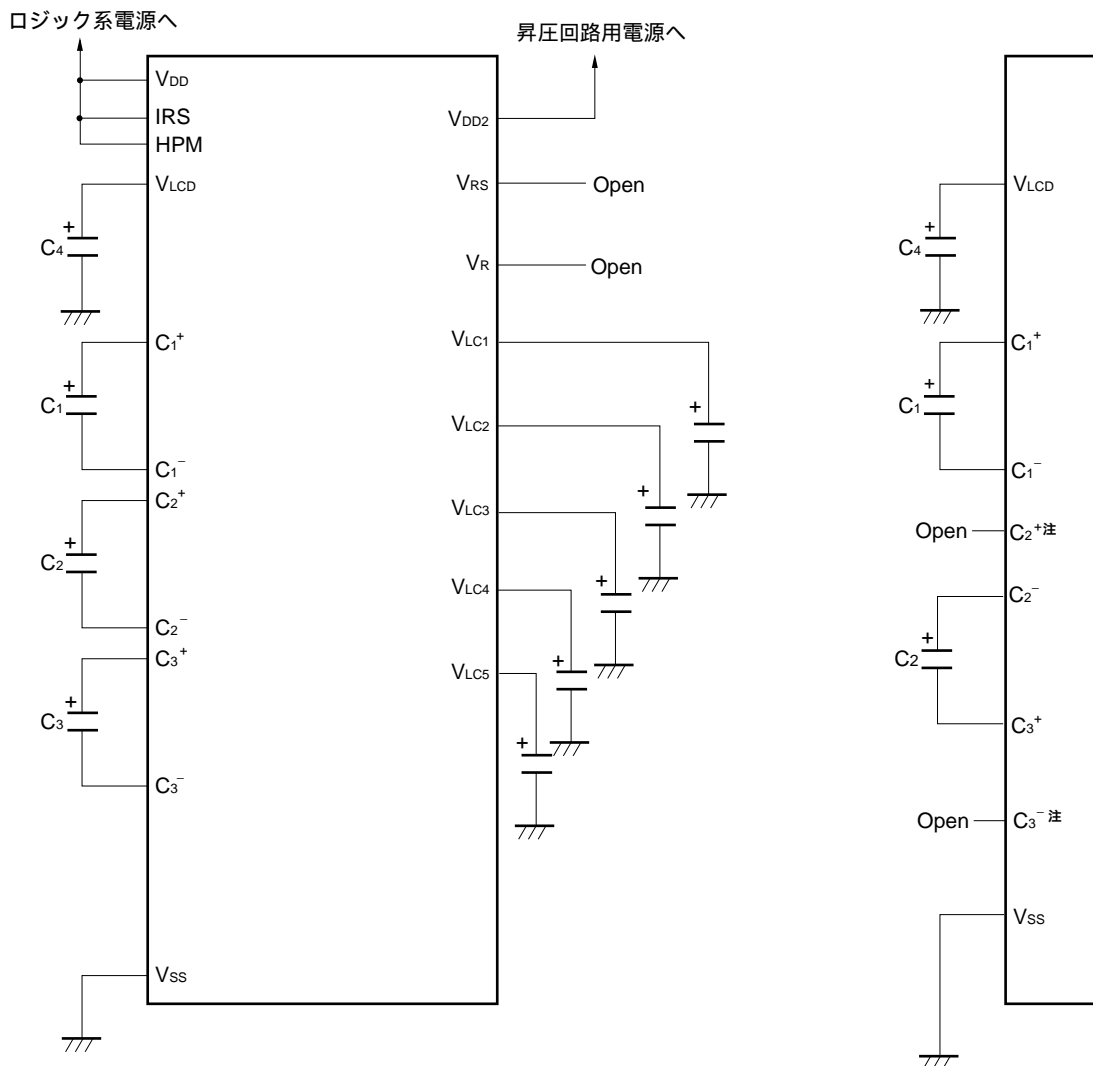 ロジック系電源へ
昇圧回路用電源へ
VDD
IRS
HPM
VLCD
+
C4
C1+
+
C1
C1−
C2+
+
C2
C2−
C3+
+
C3
C3−
VSS
VDD2
VRS
Open
VR
Open
VLC1
+
VLC2
+
VLC3
+
VLC4
+
VLC5
+
VLCD
+
C4
C1+
+
C1
C1−
Open
C2+注
C2−
+
C2
C3+
Open
C3−注
VSS